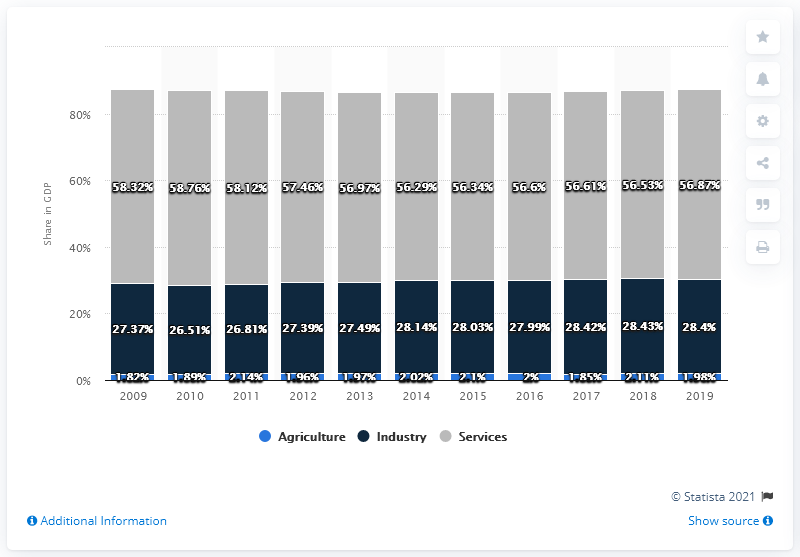 80%
60%
40%
20%
0%
Share in GDP
58.32% 58.76% 58.12% 57.46% 56.97% 56.29% 56.34% 56.6% 56.61% 56.53% 56.87%
27.37% 26.51% 26.81% 27.39% 27.49% 28.14% 28.03% 27.99% 28.42% 28.43% 28.4%
1.82% 1.89% 2.14% 1.96% 1.97% 2.02% 2.1% 2% 1.85% 2.11% 1.98%
2009 2010 2011 2012 2013 2014 2015 2016 2017 2018 2019
Agriculture Industry Services
© Statista 2021
Additional Information
Show source